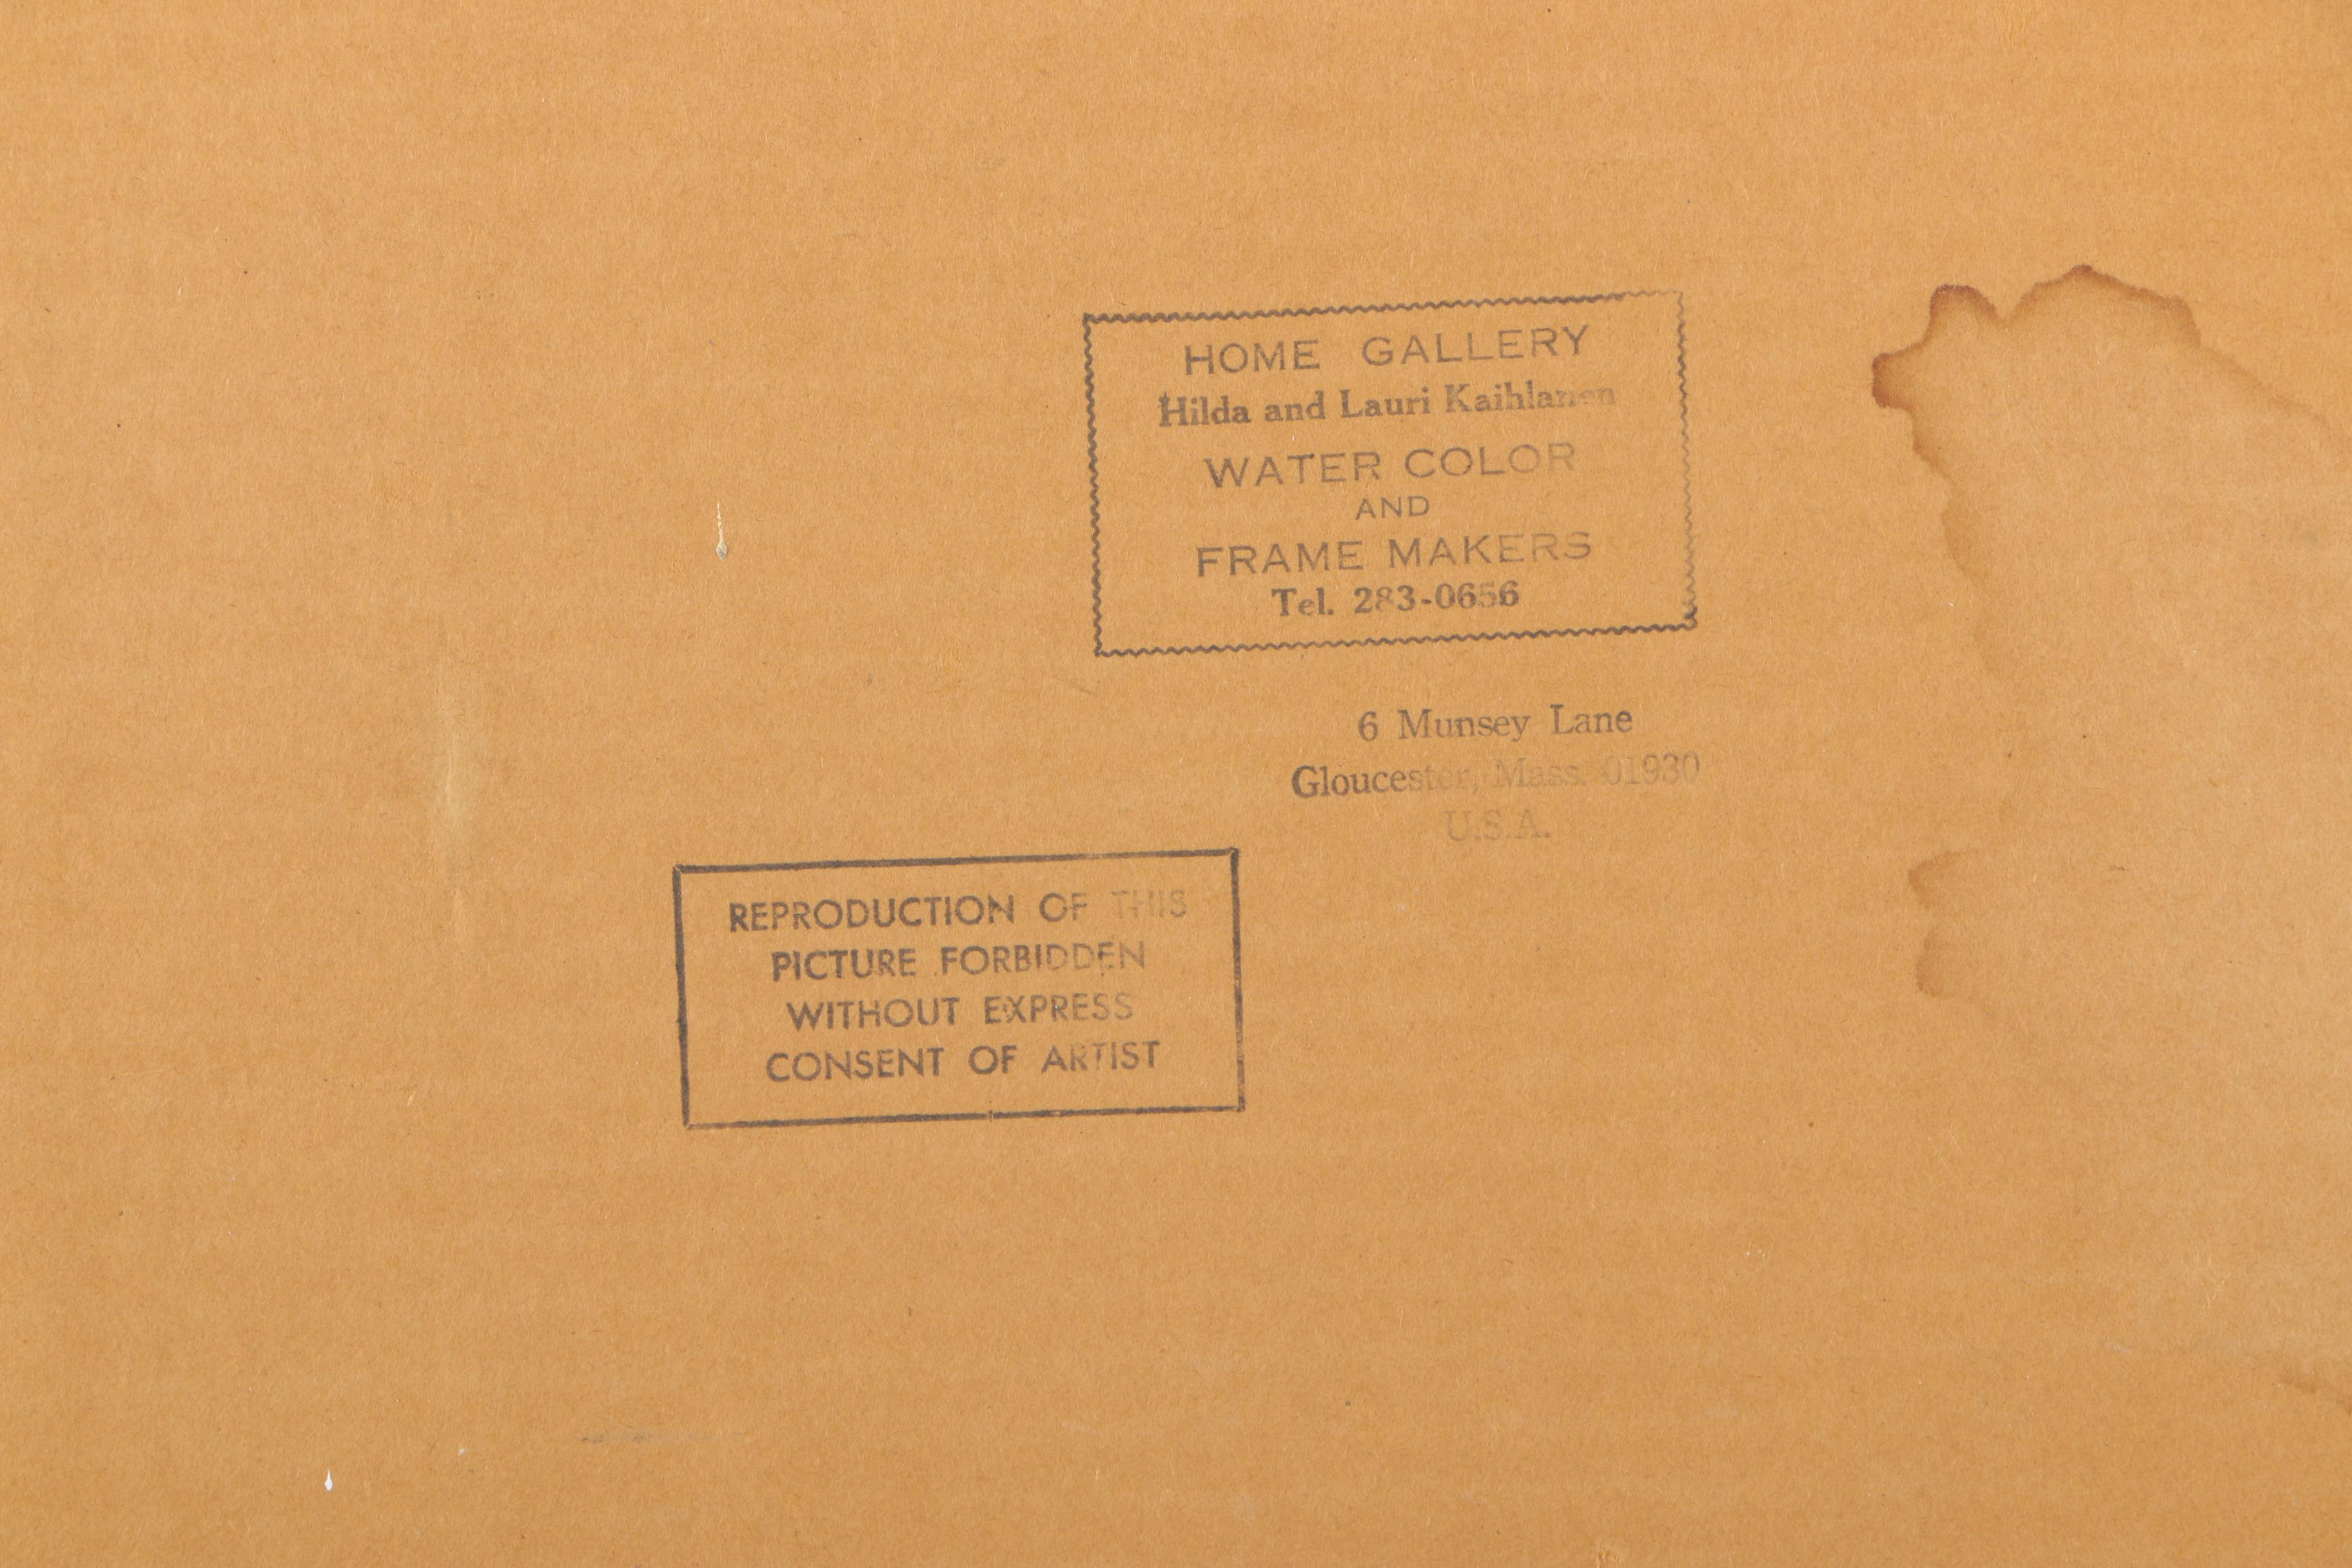 HOME GALLERY
Hilda and Lauri Kaihlanen
WATER COLOR
AND
FRAME MAKERS
Tel. 283-0656
6 Munsey Lane
Gloucester, Mass. 01930
U.S.A.
REPRODUCTION OF THIS
PICTURE FORBIDDEN
WITHOUT EXPRESS
CONSENT OF ARTIST